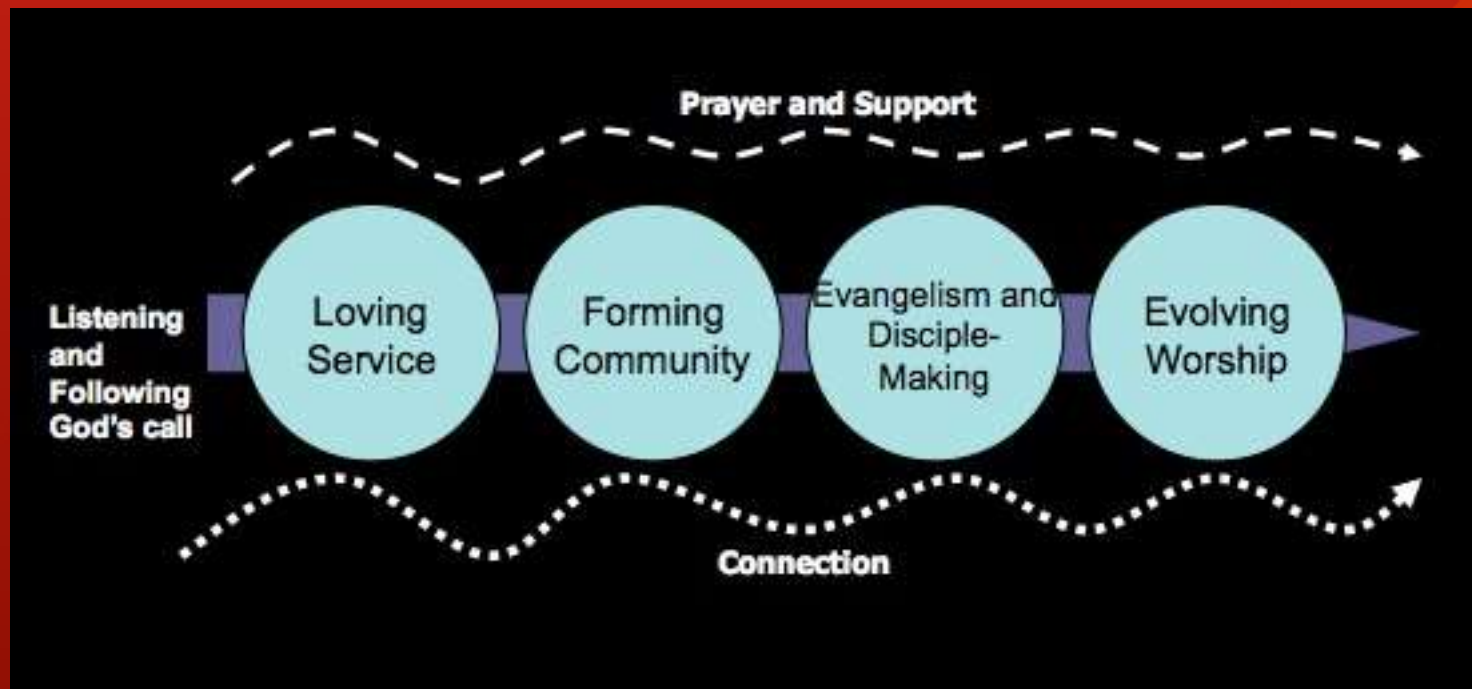 Prayer and Support
Listening
and
Following
God's call
Loving
Service
Forming
Community
Evangelism and
Disciple-
Making
Evolving
Worship
Connection